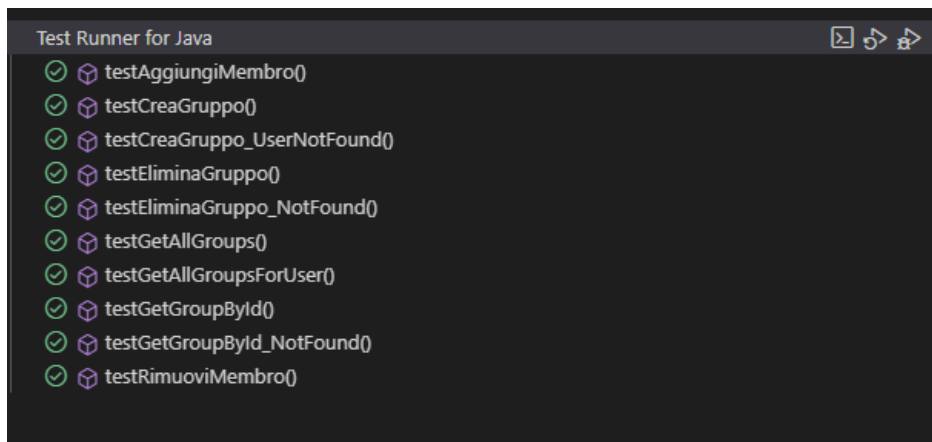 Test Runner for Java
testAggiungiMembro()
testCreaGruppo()
testCreaGruppo_UserNotFound()
testEliminaGruppo()
testEliminaGruppo_NotFound()
testGetAllGroups()
testGetAllGroupsForUser()
testGetGroupById()
testGetGroupById_NotFound()
testRimuoviMembro()